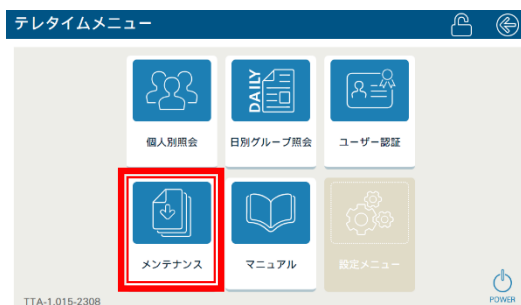 テレタイムメニュー
DAILY
個人別照会
日別グループ照会
ユーザー認証
メンテナンス
マニュアル
設定メニュー
TTA-1.015-2308
POWER